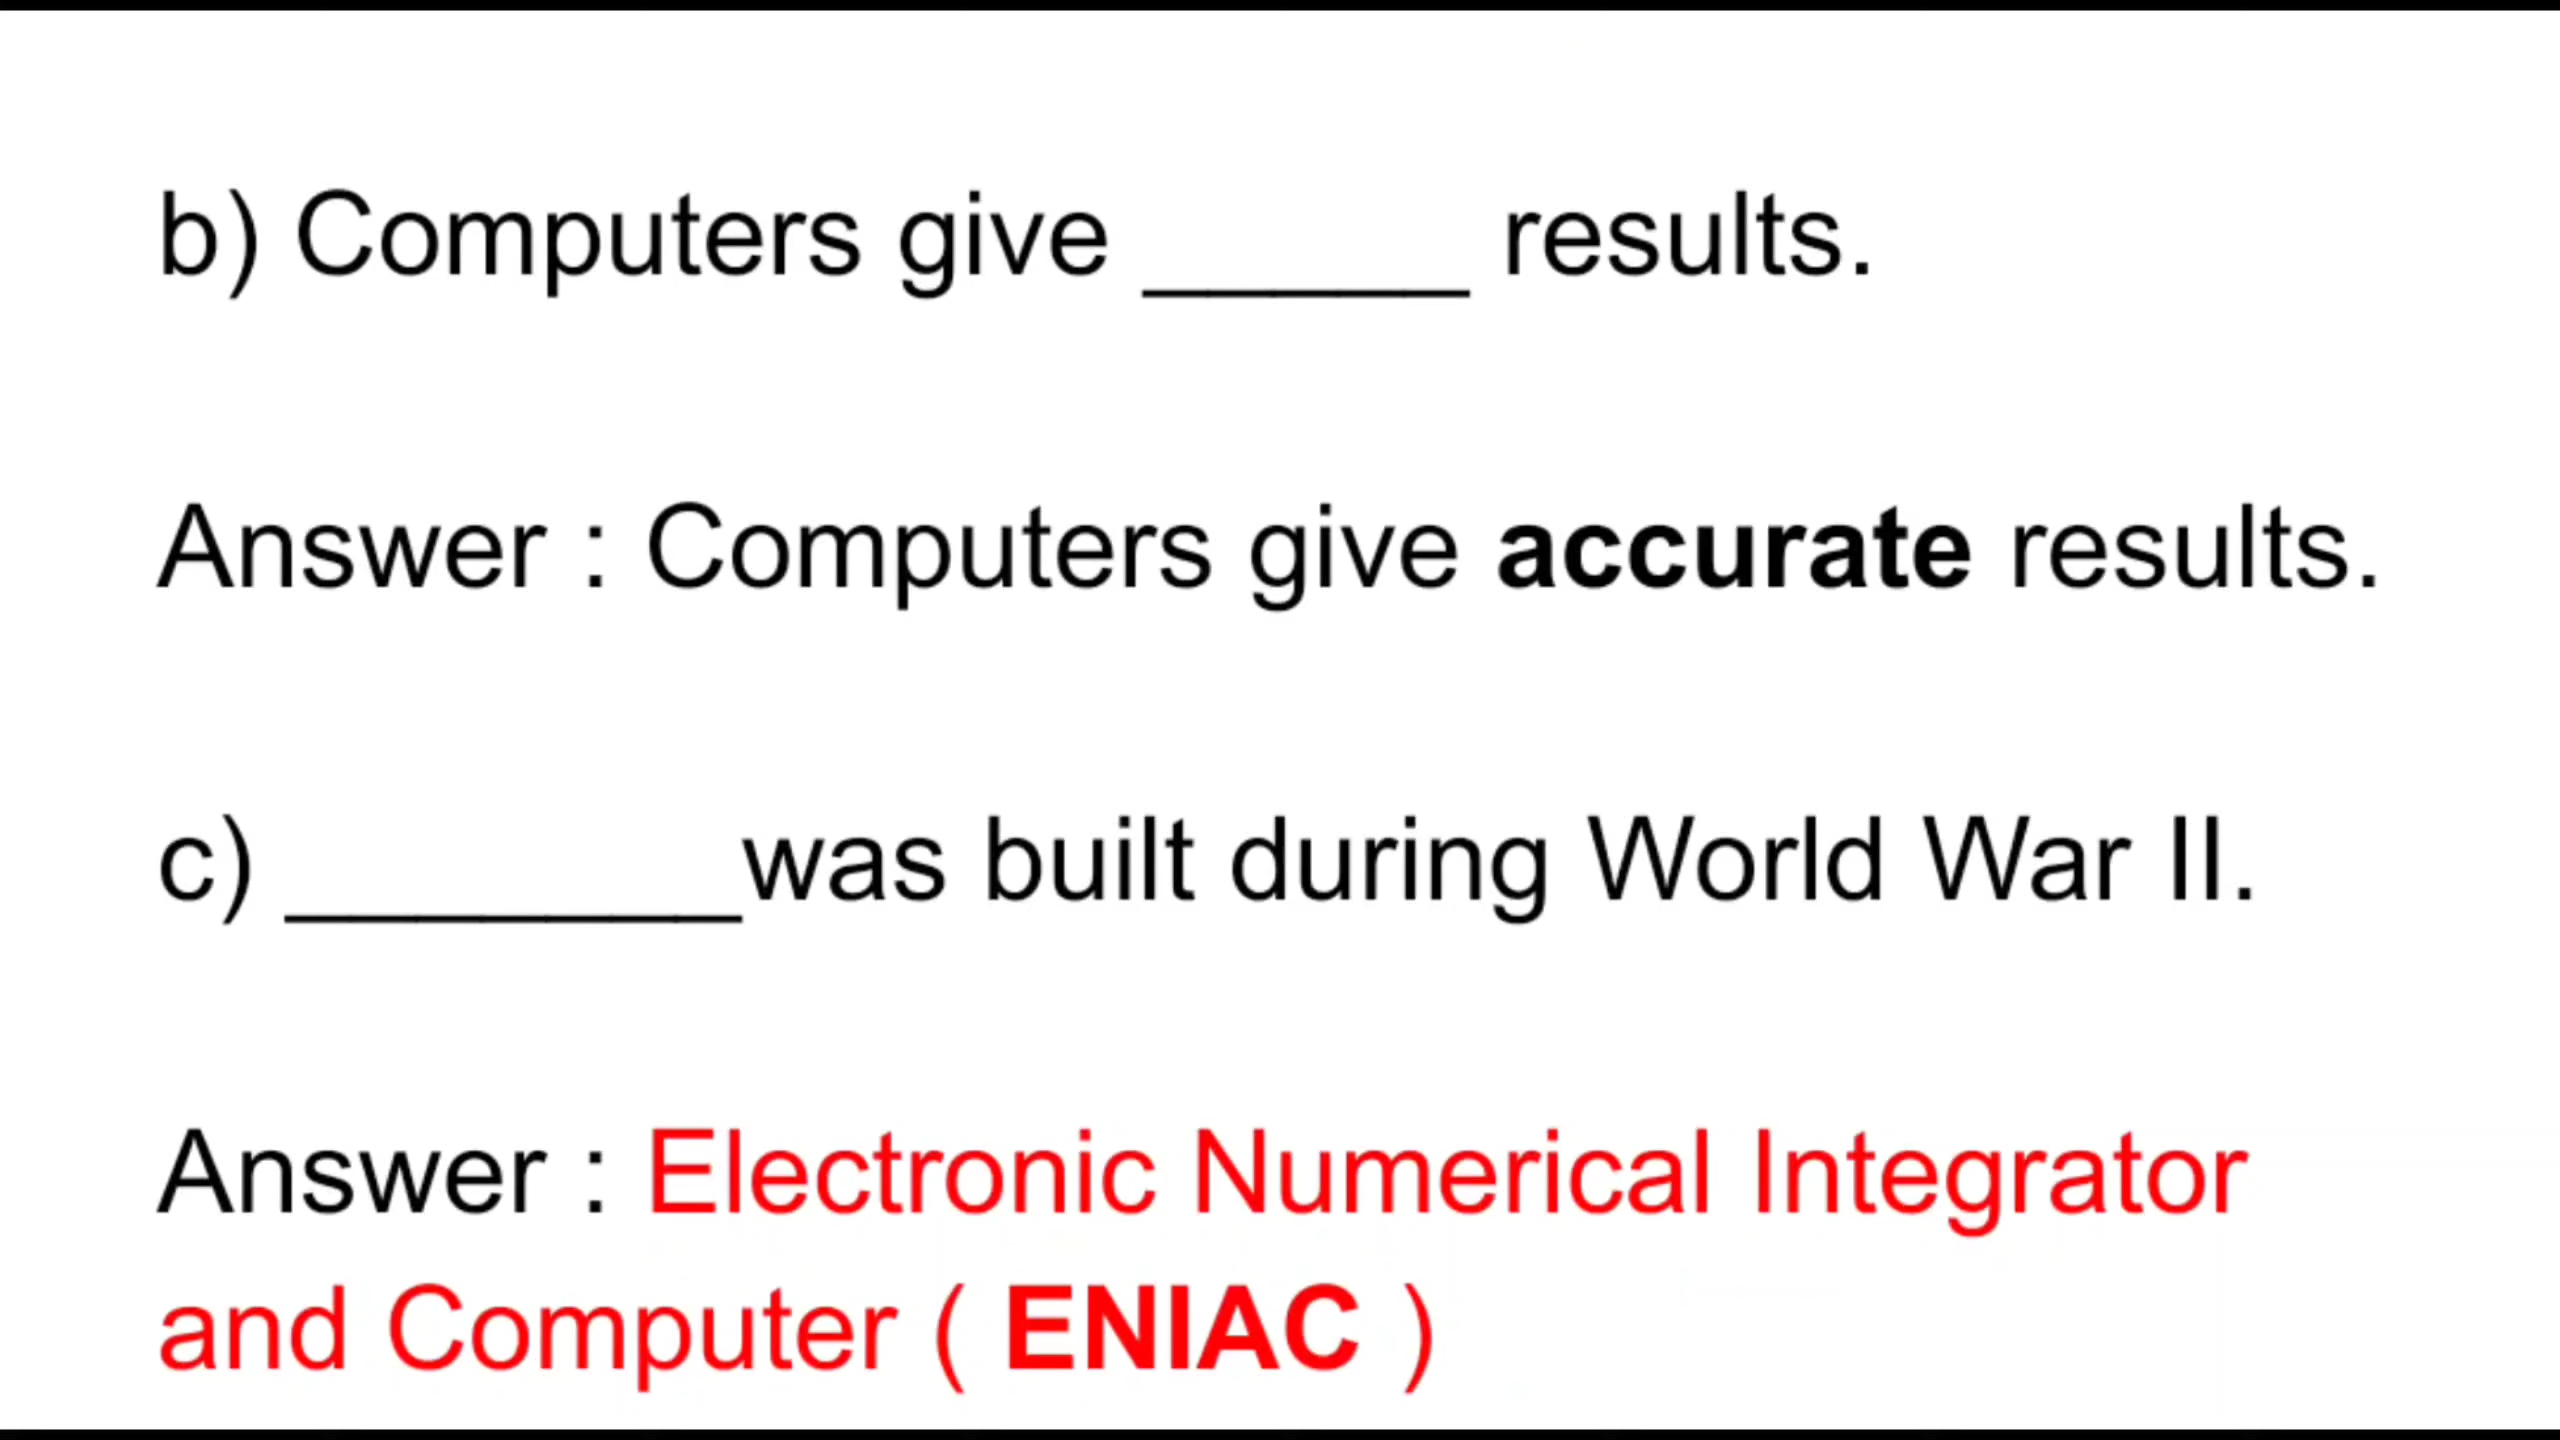 b) Computers give ______ results.
Answer : Computers give accurate results.
c) _______was built during World War II.
Answer : Electronic Numerical Integrator
and Computer ( ENIAC )